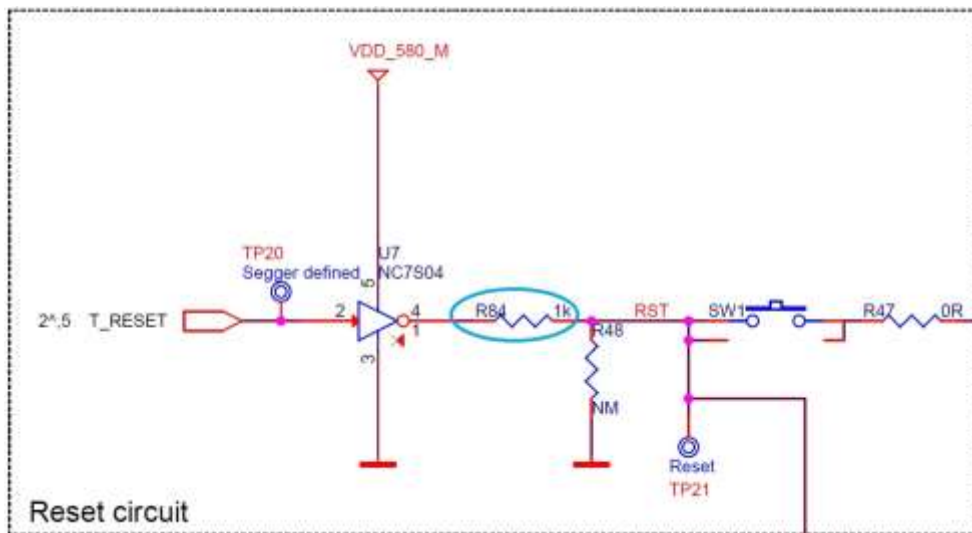 VDD_580_M
TP20
Segger defined
U7
NC7S04
5
2^,5 T_RESET
2
4
1
3
R84
1k
R48
NM
RST
SW1
R47
0R
Reset
TP21
Reset circuit